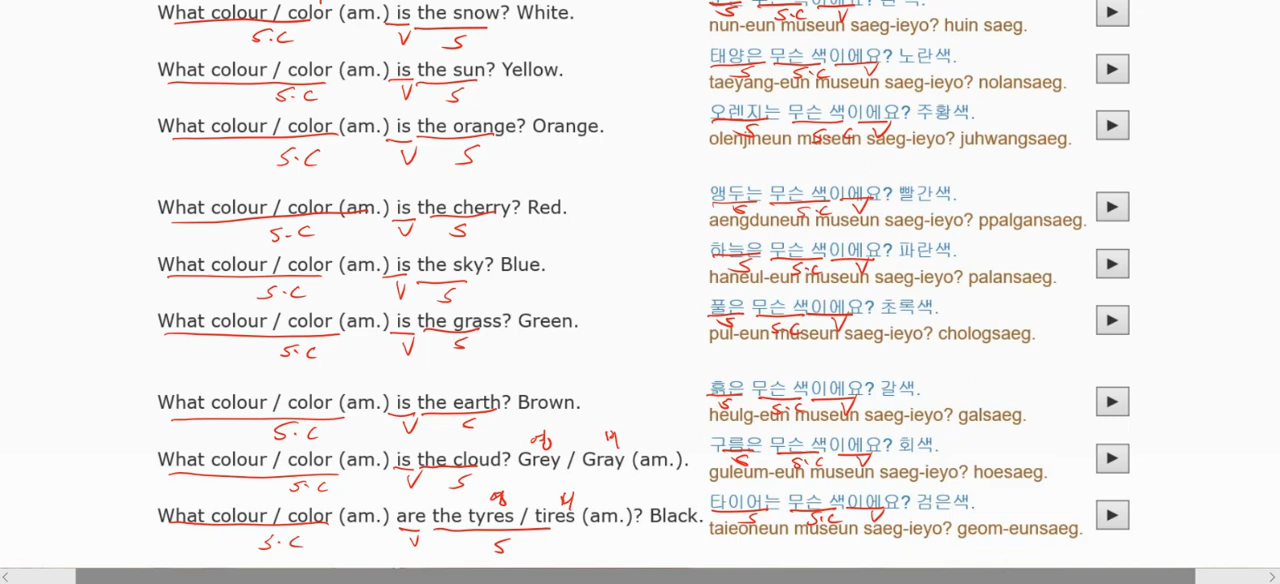 What colour / color (am.) is the snow? White.
nun-eun museun saeg-ieyo? huin saeg.
What colour / color (am.) is the sun? Yellow.
태양은 무슨 색이에요? 노란색.
taeyang-eun museun saeg-ieyo? nolansaeg.
What colour / color (am.) is the orange? Orange.
오렌지는 무슨 색이에요? 주황색.
olenjineun museun saeg-ieyo? juhwangsaeg.
What colour / color (am.) is the cherry? Red.
앵두는 무슨 색이에요? 빨간색.
aengduneun museun saeg-ieyo? ppalgansaeg.
What colour / color (am.) is the sky? Blue.
하늘은 무슨 색이에요? 파란색.
haneul-eun museun saeg-ieyo? palansaeg.
What colour / color (am.) is the grass? Green.
풀은 무슨 색이에요? 초록색.
pul-eun museun saeg-ieyo? chologsaeg.
What colour / color (am.) is the earth? Brown.
흙은 무슨 색이에요? 갈색.
heulg-eun museun saeg-ieyo? galsaeg.
What colour / color (am.) is the cloud? Grey / Gray (am.).
구름은 무슨 색이에요? 회색.
guleum-eun museun saeg-ieyo? hoesaeg.
What colour / color (am.) are the tyres / tires (am.)? Black.
타이어는 무슨 색이에요? 검은색.
taieoneun museun saeg-ieyo? geom-eunsaeg.